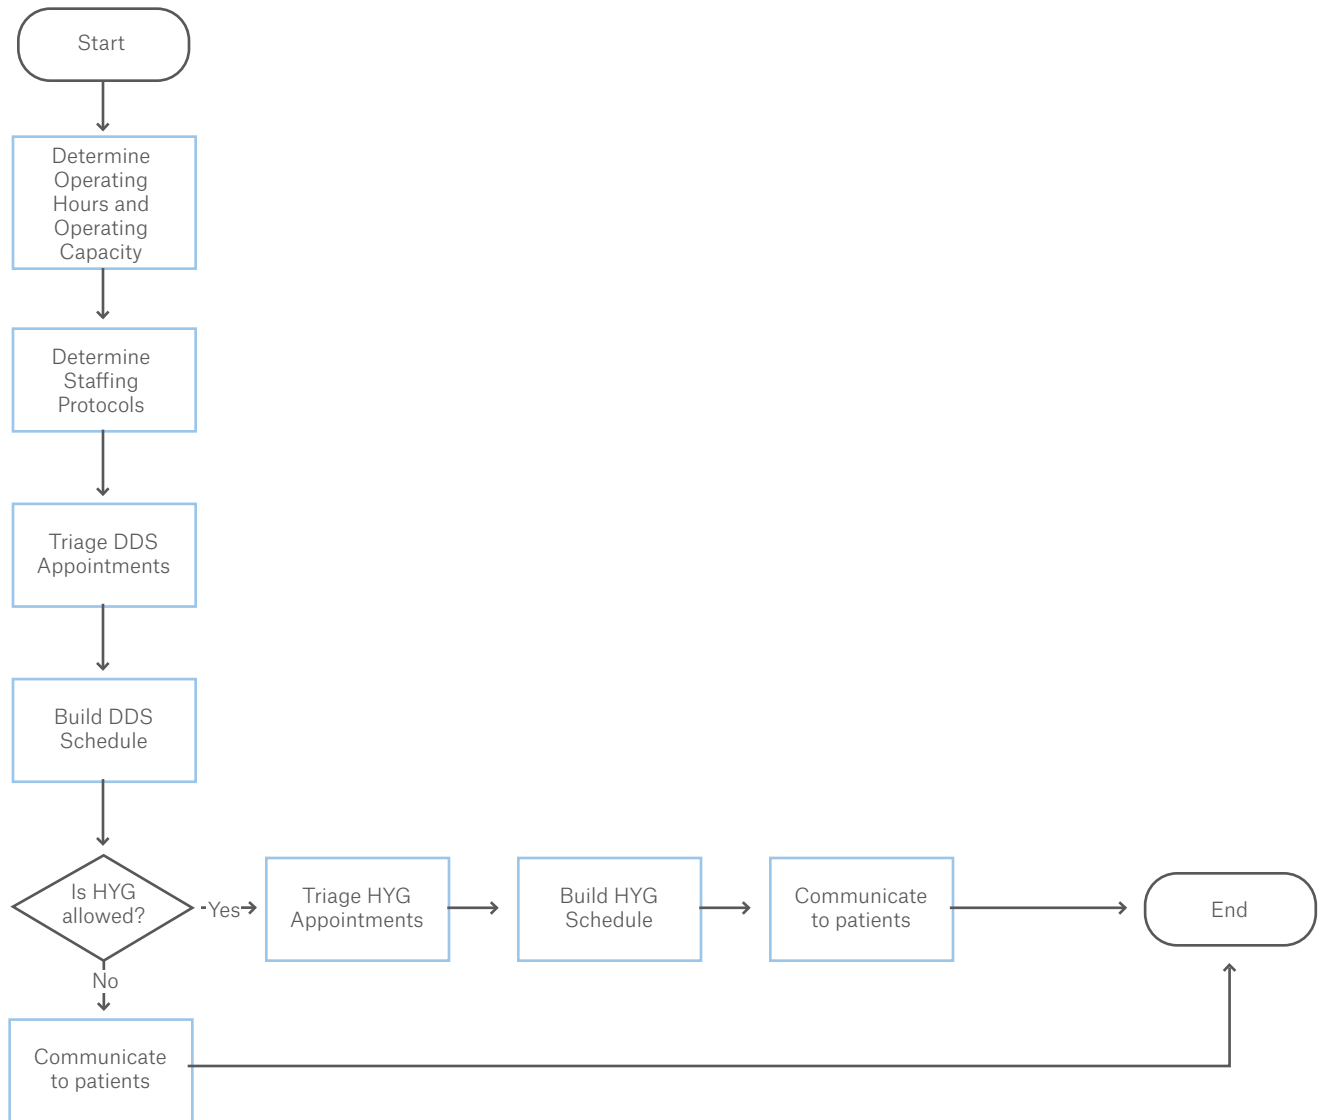 Start
Determine
Operating
Hours and
Operating
Capacity
Determine
Staffing
Protocols
Triage DDS
Appointments
Build DDS
Schedule
Is HYG
allowed?
Yes
Triage HYG
Appointments
Build HYG
Schedule
Communicate
to patients
End
No
Communicate
to patients